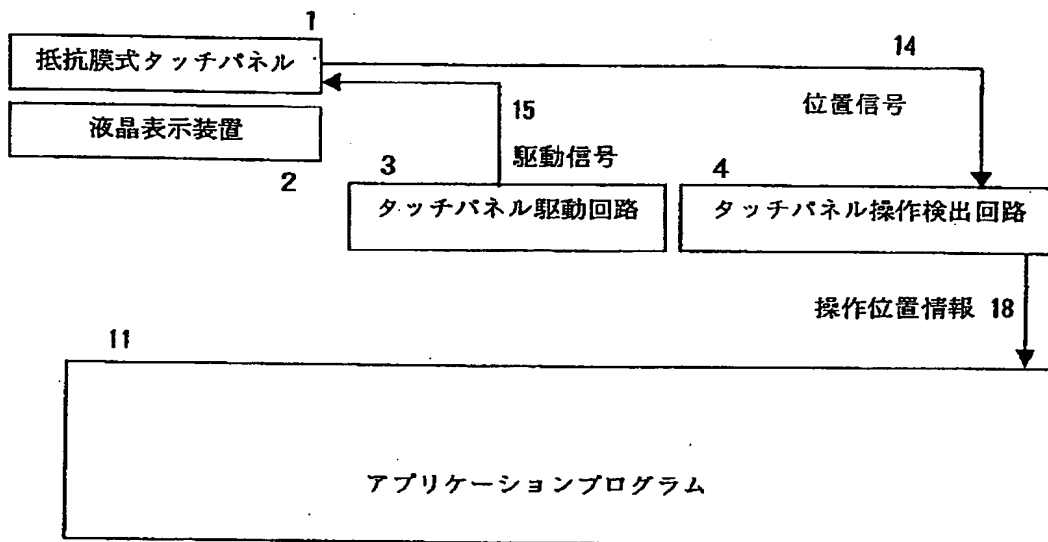 1
抵抗膜式タッチパネル
14
15
位置信号
液晶表示装置
駆動信号
2
3
4
タッチパネル駆動回路
タッチパネル操作検出回路
操作位置情報 18
11
アプリケーションプログラム